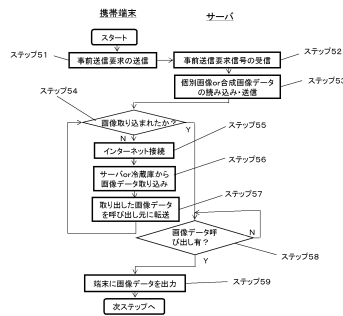 携帯端末
サーバ
スタート
ステップ51
ステップ52
事前送信要求の送信
事前送信要求信号の受信
ステップ53
個別画像or合成画像データ
の読み込み・送信
ステップ54
画像取り込まれたか?
Y
N
ステップ55
インターネット接続
ステップ56
サーバor冷蔵庫から
画像データ取り込み
ステップ57
取り出した画像データ
を呼び出し元に転送
画像データ呼
び出し有?
N
Y
ステップ58
ステップ59
端末に画像データを出力
次ステップへ